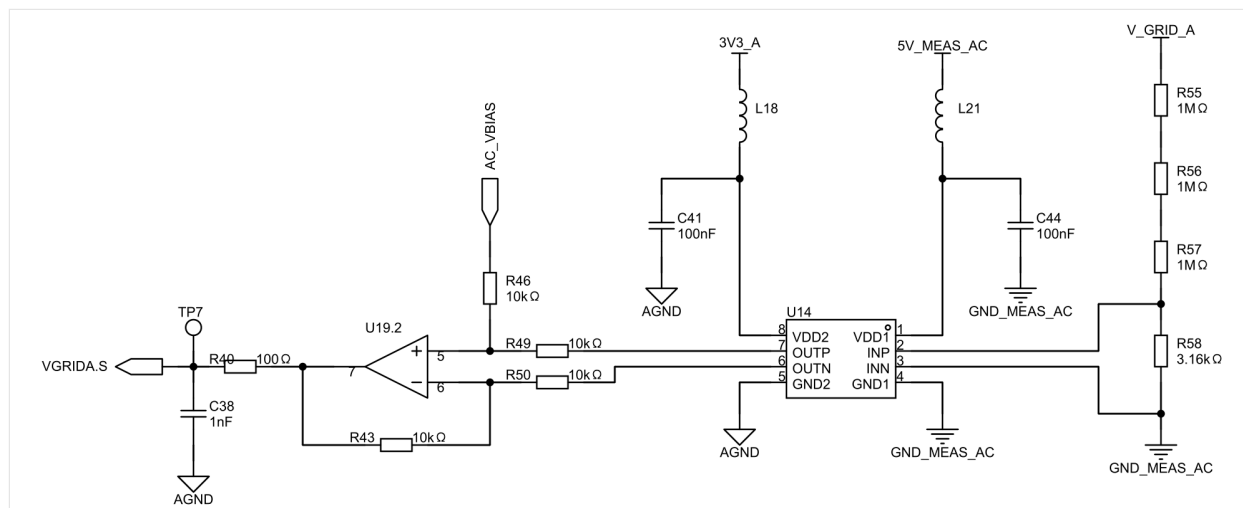 3V3_A
5V_MEAS_AC
V_GRID_A
L18
L21
R55
1MΩ
AC_VBIAS
R56
1MΩ
C41
100nF
C44
100nF
R57
1MΩ
R46
10kΩ
AGND
GND_MEAS_AC
TP7
U19.2
U14
8 VDD2 VDD1 1
7 OUTP INP 2
6 OUTN INN 3
5 GND2 GND1 4
R58
3.16kΩ
VGRIDA.S
R40 100Ω
7
+ 5
− 6
R49 10kΩ
R50 10kΩ
C38
1nF
R43 10kΩ
AGND
GND_MEAS_AC
GND_MEAS_AC
AGND